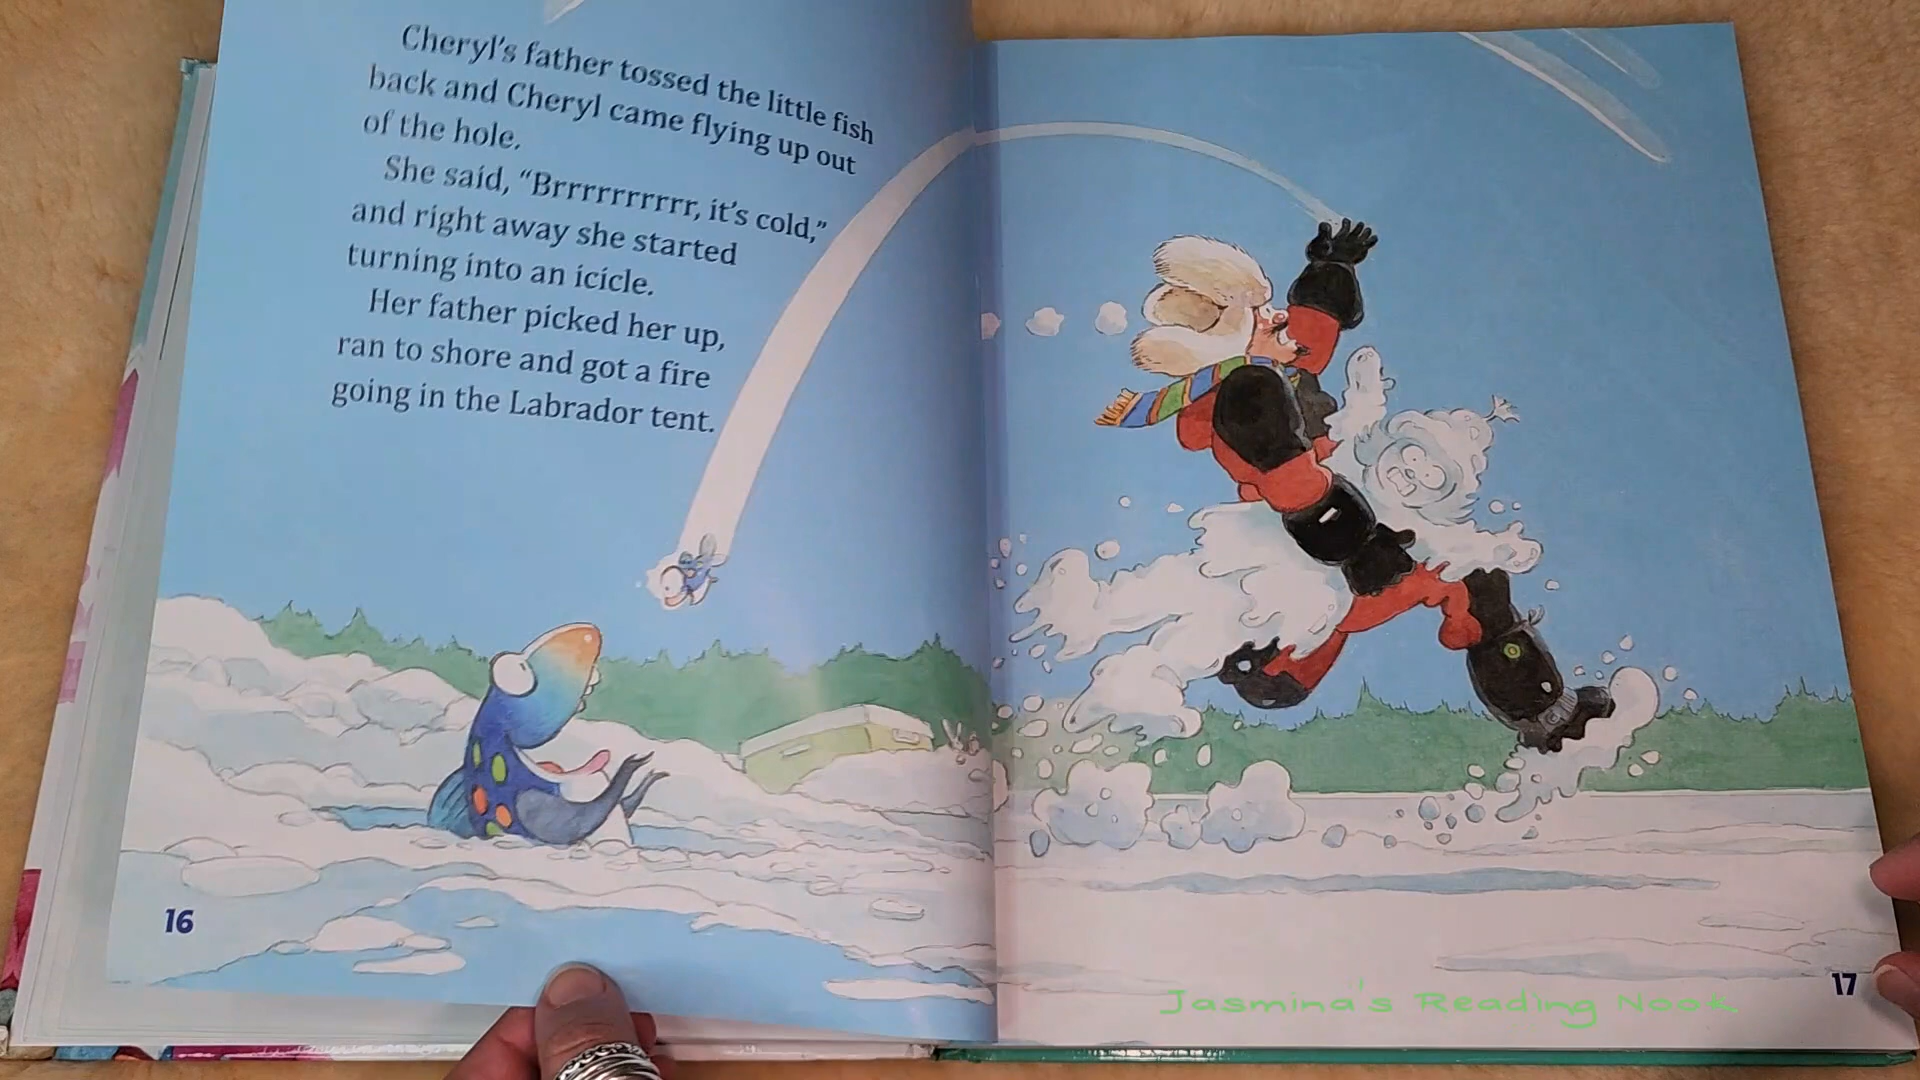 Cheryl's father tossed the little fish
back and Cheryl came flying up out
of the hole.
She said, “Brrrrrrrrrr, it's cold,”
and right away she started
turning into an icicle.
Her father picked her up,
ran to shore and got a fire
going in the Labrador tent.
16
17
Jasmina's Reading Nook